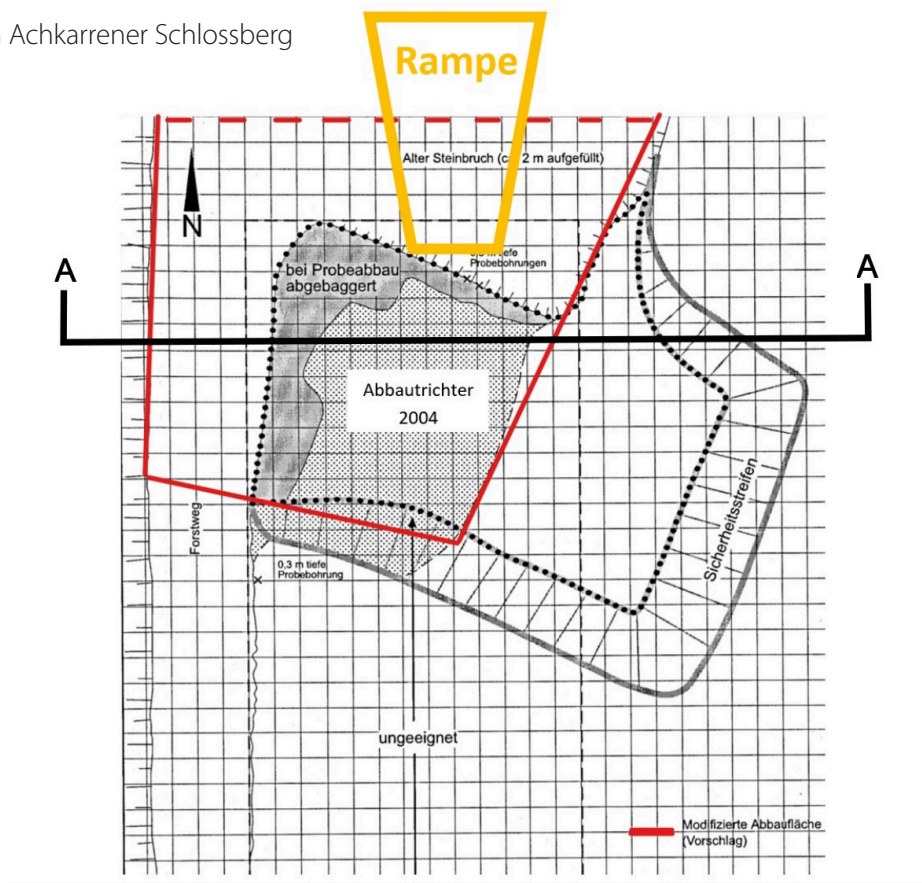 Achkarrener Schlossberg
Rampe
Alter Steinbruch (ca. 2 m aufgefüllt)
N
A
A
m tiefe
Probebohrungen
bei Probeabbau
abgebaggert
Abbautrichter
2004
Sicherheitsstreifen
Forstweg
0,3 m tiefe
Probebohrung
ungeeignet
Modifizierte Abbaufläche
(Vorschlag)